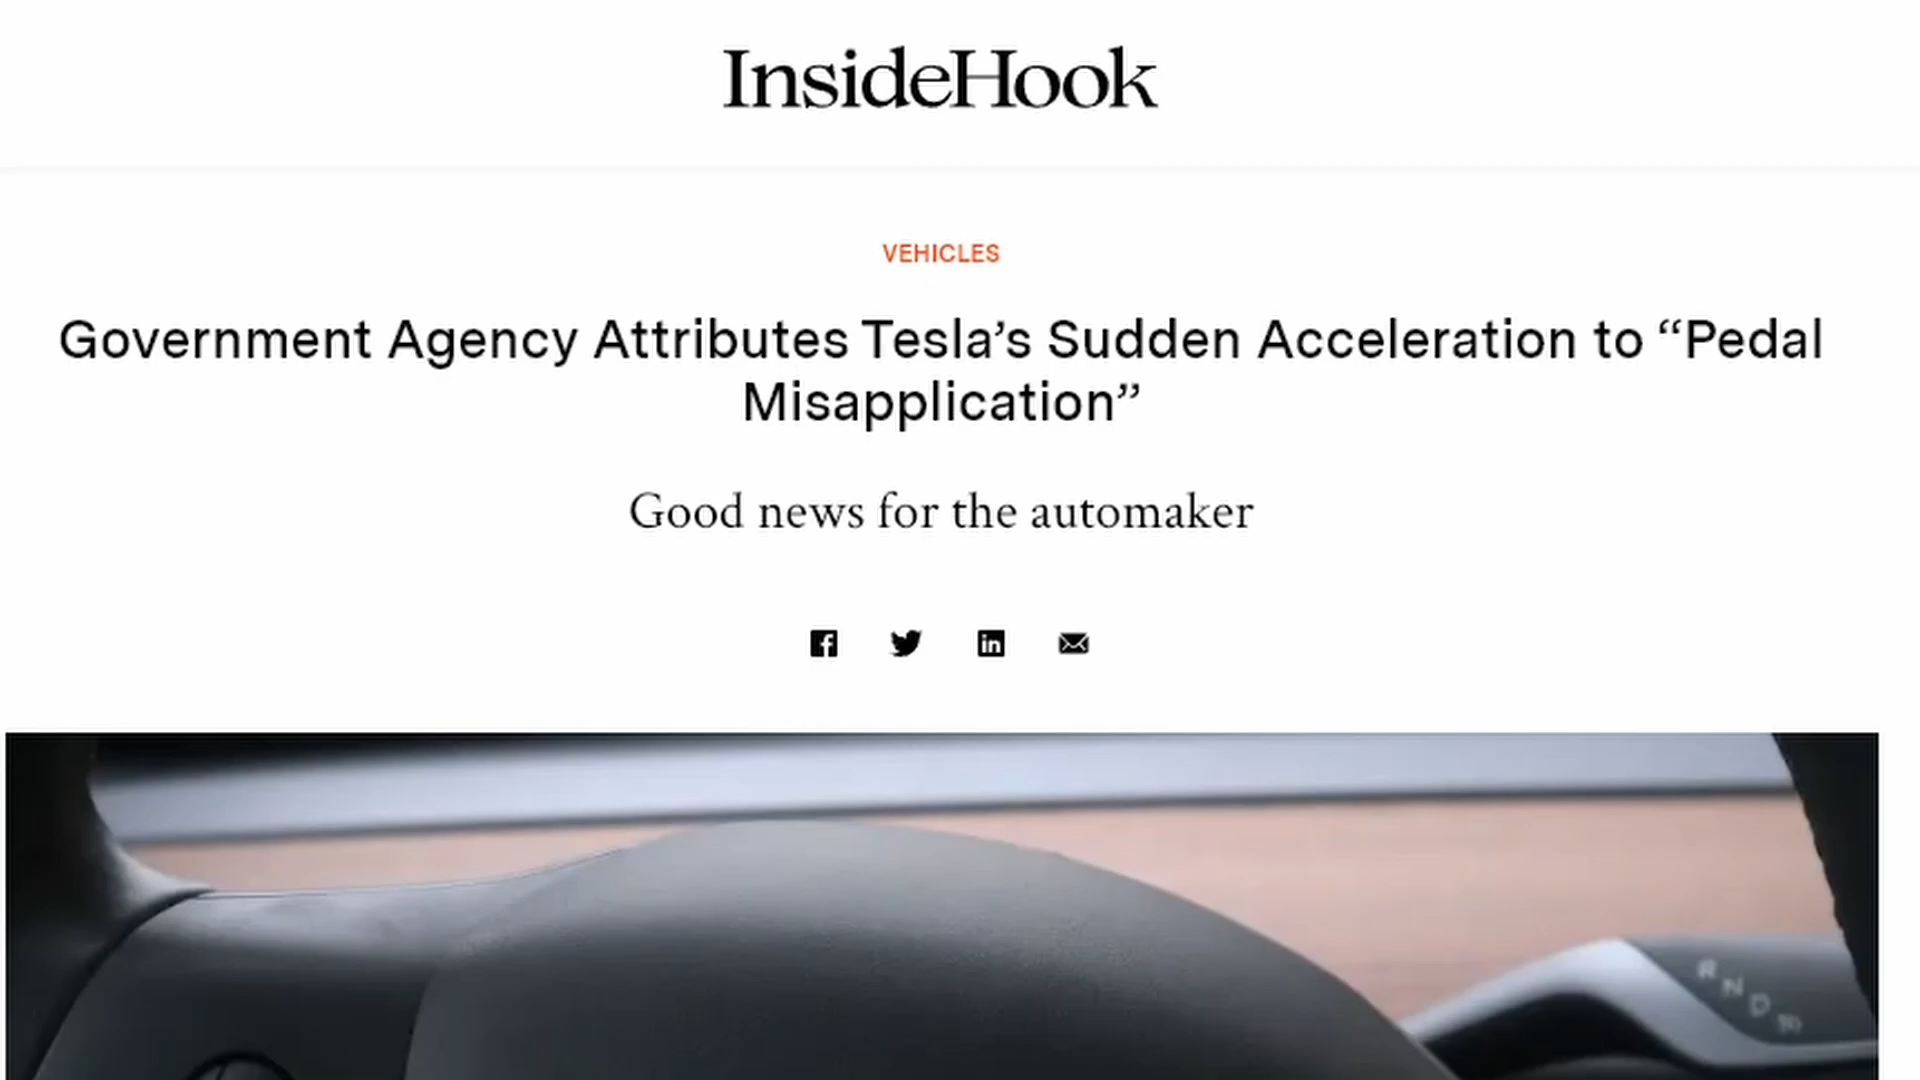 InsideHook
VEHICLES
Government Agency Attributes Tesla’s Sudden Acceleration to “Pedal
Misapplication”
Good news for the automaker
R
N
D